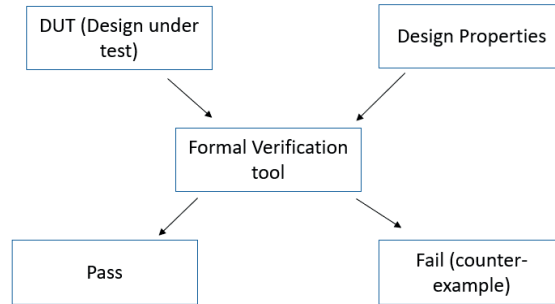 DUT (Design under
test)
Design Properties
Formal Verification
tool
Pass
Fail (counter-
example)